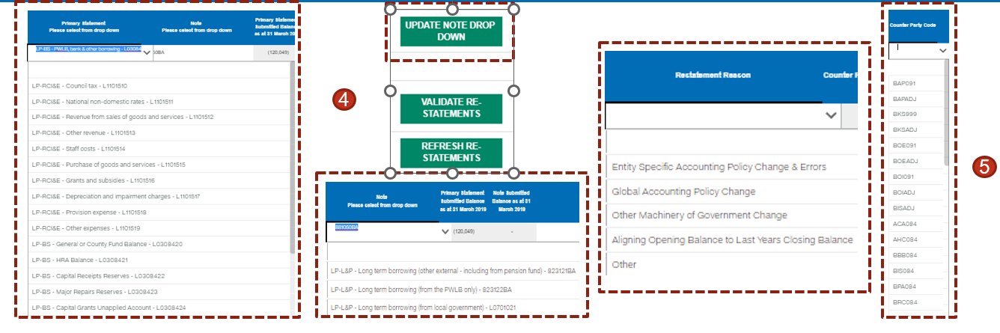 Primary Statement
Please select from drop down
Note
Please select from drop down
Primary Stateme
Submitted Balan
as at 31 March 20
LP-BS - PWLB, bank & other borrowing - L03084
50BA
(120,049)
LP-RCI&E - Council tax - L1101510
LP-RCI&E - National non-domestic rates - L1101511
LP-RCI&E - Revenue from sales of goods and services - L1101512
LP-RCI&E - Other revenue - L1101513
LP-RCI&E - Staff costs - L1101514
LP-RCI&E - Purchase of goods and services - L1101515
LP-RCI&E - Grants and subsidies - L1101516
LP-RCI&E - Depreciation and impairment charges - L1101517
LP-RCI&E - Provision expense - L1101518
LP-RCI&E - Other expenses - L1101519
LP-BS - General or County Fund Balance - L0308420
LP-BS - HRA Balance - L0308421
LP-BS - Capital Receipts Reserves - L0308422
LP-BS - Major Repairs Reserves - L0308423
LP-BS - Capital Grants Unapplied Account - L0308424
4
UPDATE NOTE DROP
DOWN
VALIDATE RE-
STATEMENTS
REFRESH RE-
STATEMENTS
Note
Please select from drop down
Primary Statement
Submitted Balance
as at 31 March 2019
Note Submitted
Balance as at 31
March 2019
881050BA
(120,049)
-
LP-L&P - Long term borrowing (other external - including from pension fund) - 823121BA
LP-L&P - Long term borrowing (from the PWLB only) - 823122BA
LP-L&P - Long term borrowing (from local government) - L0701021
Restatement Reason
Counter P
Entity Specific Accounting Policy Change & Errors
Global Accounting Policy Change
Other Machinery of Government Change
Aligning Opening Balance to Last Years Closing Balance
Other
Counter Party Code
BAP091
BAPADJ
BKS999
BKSADJ
BOE091
BOEADJ
BOI091
BOIADJ
BISADJ
ACA084
AHC084
BBB084
BIS084
BPA084
BRC084
5